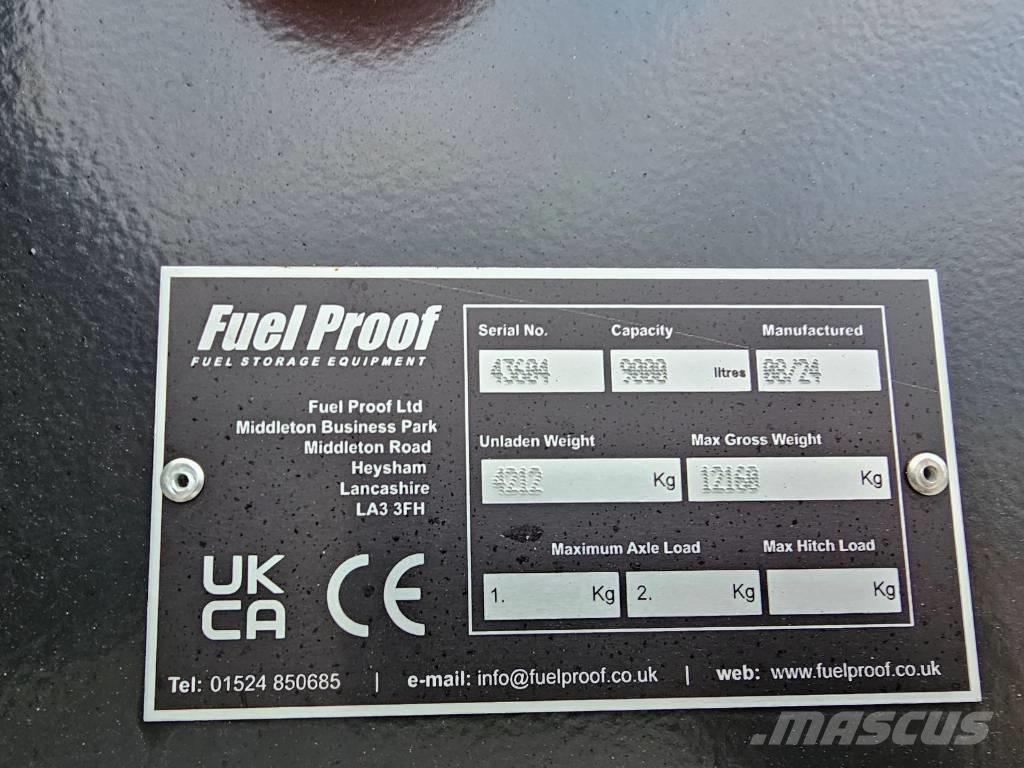 Fuel Proof
FUEL STORAGE EQUIPMENT
Fuel Proof Ltd
Middleton Business Park
Middleton Road
Heysham
Lancashire
LA3 3FH
UK
CA
CE
Serial No. Capacity Manufactured
43604 9000 litres 08/24
Unladen Weight Max Gross Weight
4212 Kg 12160 Kg
Maximum Axle Load Max Hitch Load
1. Kg 2. Kg Kg
Tel: 01524 850685 | e-mail: info@fuelproof.co.uk | web: www.fuelproof.co.uk
MASCUS